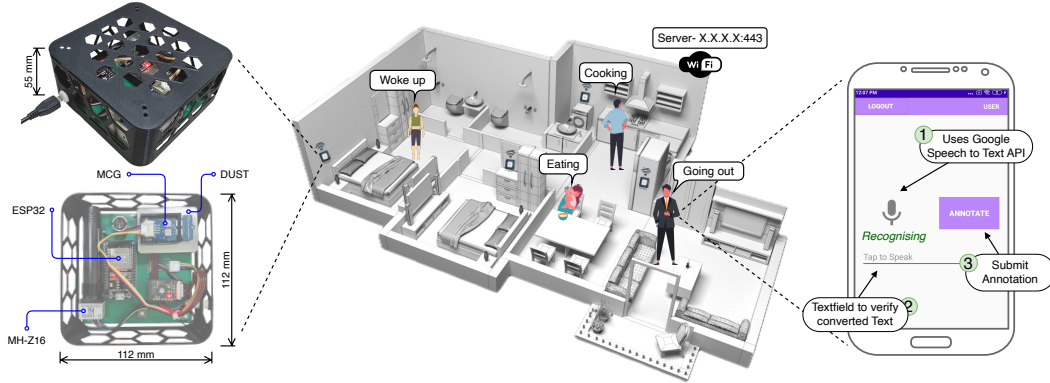 55 mm
MCG
DUST
ESP32
MH-Z16
112 mm
112 mm
Woke up
Cooking
Eating
Going out
Server- X.X.X.X:443
Wi Fi
12:07 PM
LOGOUT
USER
1
Uses Google
Speech to Text API
Recognising
ANNOTATE
Tap to Speak
3
Submit
Annotation
2
Textfield to verify
converted Text